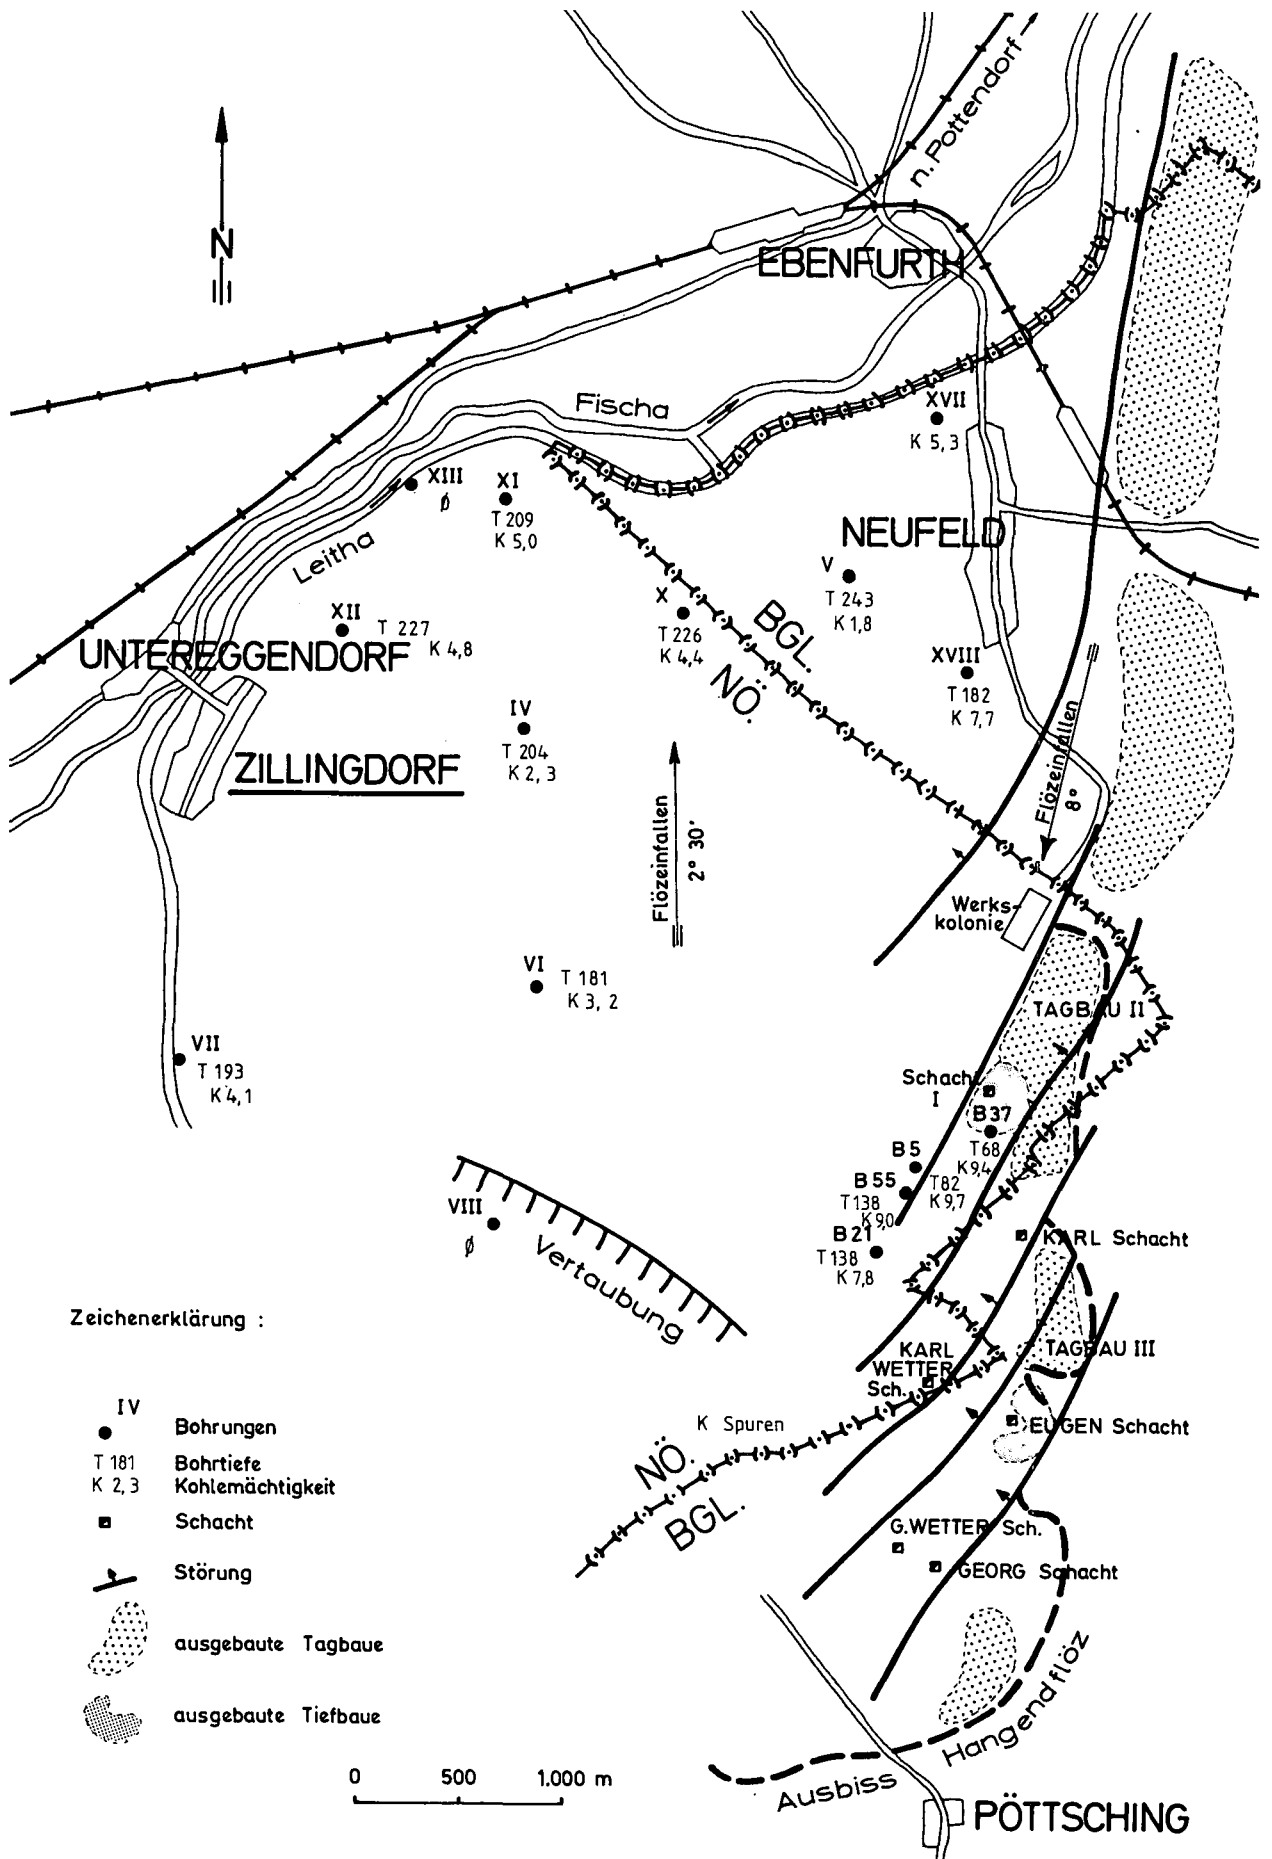 n. Pottendorf
N
EBENFURTH
Fischa
XVII
K 5,3
XIII
ϕ
XI
T 209
K 5,0
NEUFELD
Leitha
V
T 243
K 1,8
X
T 226
K 4,4
BGL.
NÖ.
XII
T 227
K 4,8
UNTEREGGENDORF
XVIII
T 182
K 7,7
IV
T 204
K 2,3
ZILLINGDORF
Flözeinfallen
8°
Flözeinfallen
2° 30'
Werks-
kolonie
VI
T 181
K 3,2
TAGBAU II
VII
T 193
K 4,1
Schacht
I
B 37
T 68
K 9,4
B 5
T 82
K 9,7
B 55
T 138
K 9,0
B 21
T 138
K 7,8
VIII
ϕ
Vertaubung
KARL Schacht
Zeichenerklärung :
KARL
WETTER
Sch.
TAGBAU III
IV
Bohrungen
K Spuren
EUGEN Schacht
T 181
Bohrtiefe
K 2,3
Kohlemächtigkeit
NÖ.
BGL.
Schacht
G.WETTER Sch.
GEORG Schacht
Störung
ausgebaute Tagbaue
ausgebaute Tiefbaue
Ausbiss Hangendflöz
0 500 1.000 m
PÖTTSCHING